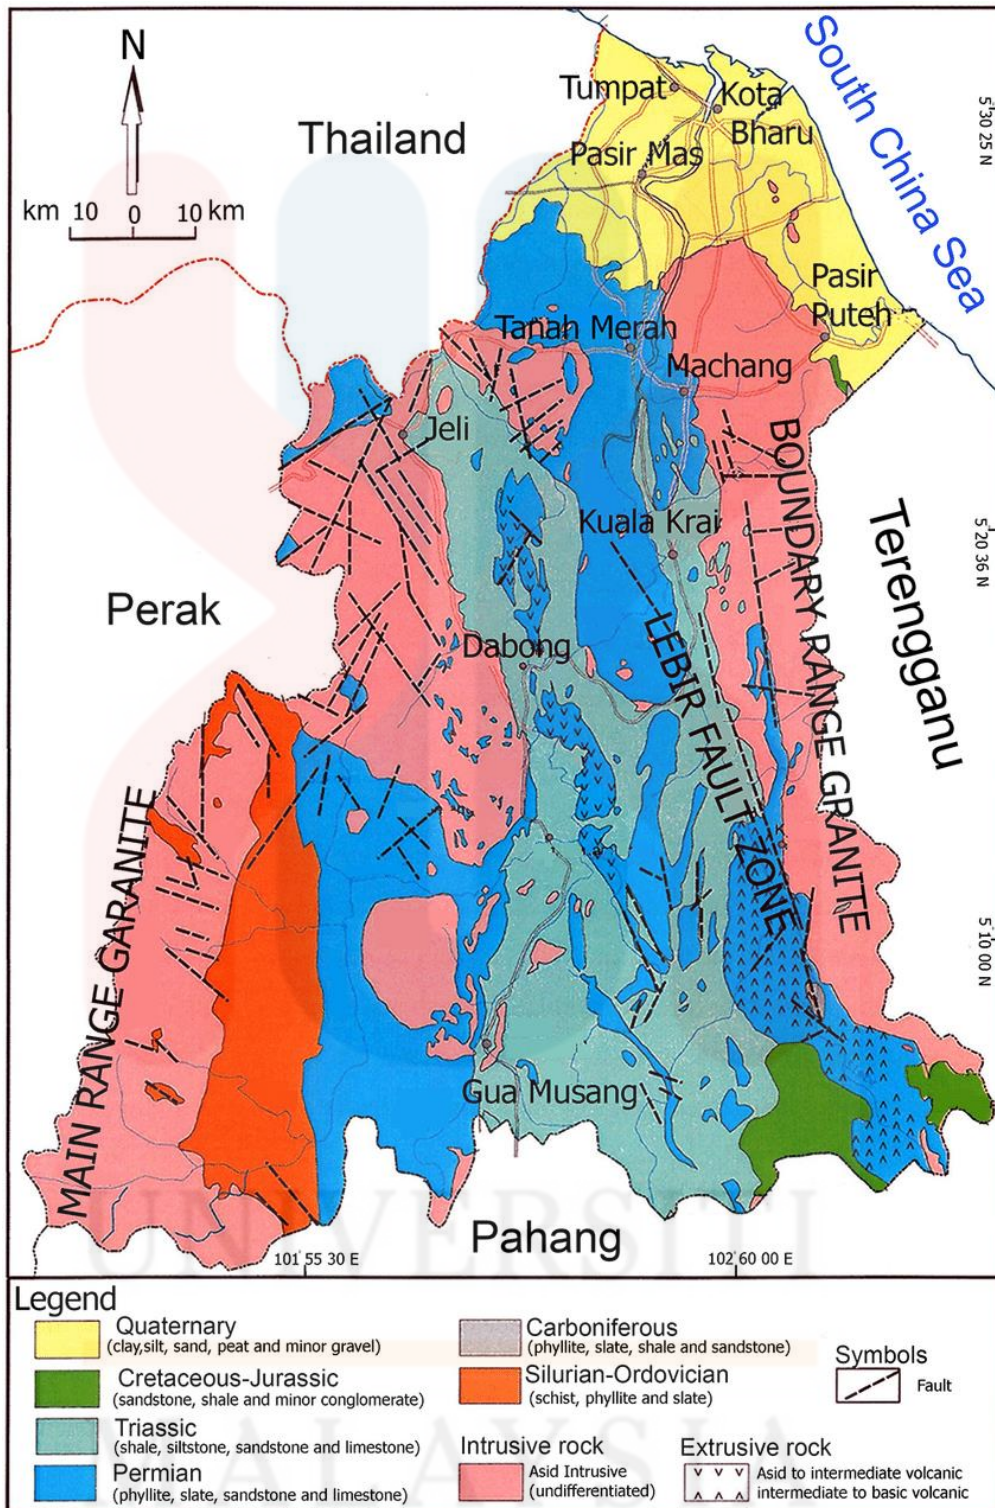 N
km 10 0 10 km
Thailand
South China Sea
5°30 25 N
Tumpat
Kota
Bharu
Pasir Mas
Pasir
Puteh
Tanah Merah
Machang
Jeli
BOUNDARY RANGE GRANITE
Terengganu
Kuala Krai
5°20 36 N
Perak
Dabong
LEBIR FAULT ZONE
MAIN RANGE GARANITE
5°10 00 N
Gua Musang
Pahang
101°55 30 E
102°60 00 E
UNIVERSITI
Legend
Quaternary
(clay,silt, sand, peat and minor gravel)
Cretaceous-Jurassic
(sandstone, shale and minor conglomerate)
Triassic
(shale, siltstone, sandstone and limestone)
Permian
(phyllite, slate, sandstone and limestone)
Carboniferous
(phyllite, slate, shale and sandstone)
Silurian-Ordovician
(schist, phyllite and slate)
Intrusive rock
Asid Intrusive
(undifferentiated)
Symbols
Fault
Extrusive rock
Asid to intermediate volcanic
intermediate to basic volcanic
MALAYSIA